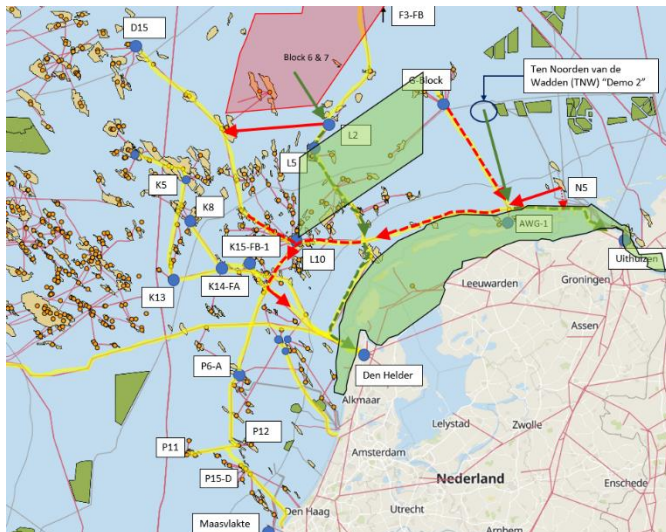 D15
F3-FB
Block 6 & 7
G-Block
Ten Noorden van de
Wadden (TNW) "Demo 2"
L2
L5
K5
N5
K8
AWG-1
K15-FB-1
L10
Uithuizen
K14-FA
K13
Leeuwarden
Groningen
Assen
P6-A
Den Helder
Alkmaar
Lelystad
Zwolle
P12
P11
Amsterdam
P15-D
Nederland
Den Haag
Utrecht
Maasvlakte
Arnhem